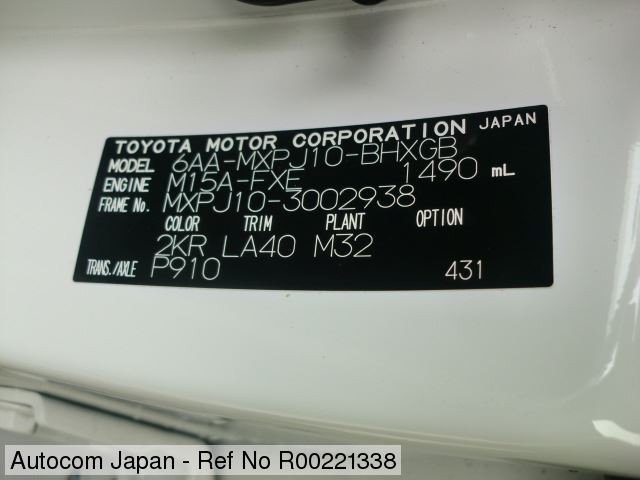 TOYOTA MOTOR CORPORATION JAPAN
MODEL 6AA-MXPJ10-BHXGB
ENGINE M15A-FXE 1490 mL
FRAME No. MXPJ10-3002938
COLOR TRIM PLANT OPTION
2KR LA40 M32
TRANS./AXLE P910 431
Autocom Japan - Ref No R00221338